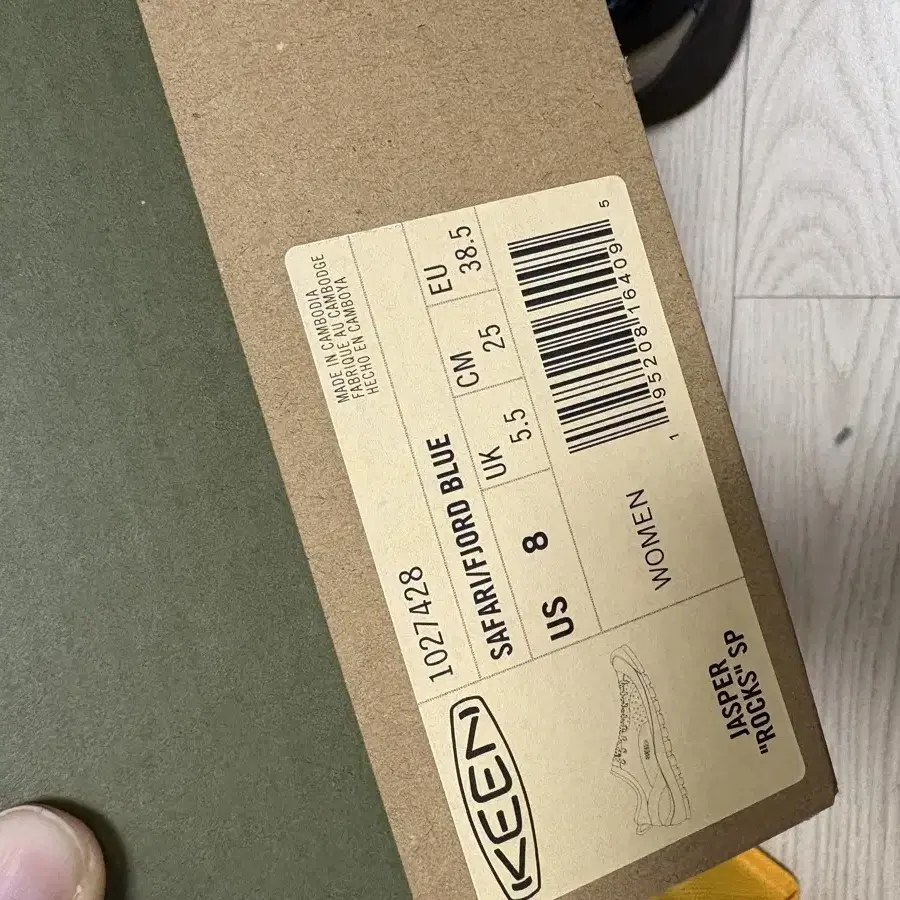 MADE IN CAMBODIA
FABRIQUE AU CAMBODGE
HECHO EN CAMBOYA
1027428
SAFARI/FJORD BLUE
US 8
UK 5.5
CM 25
EU 38.5
WOMEN
1 95208 16409 5
KEEN
JASPER
"ROCKS" SP